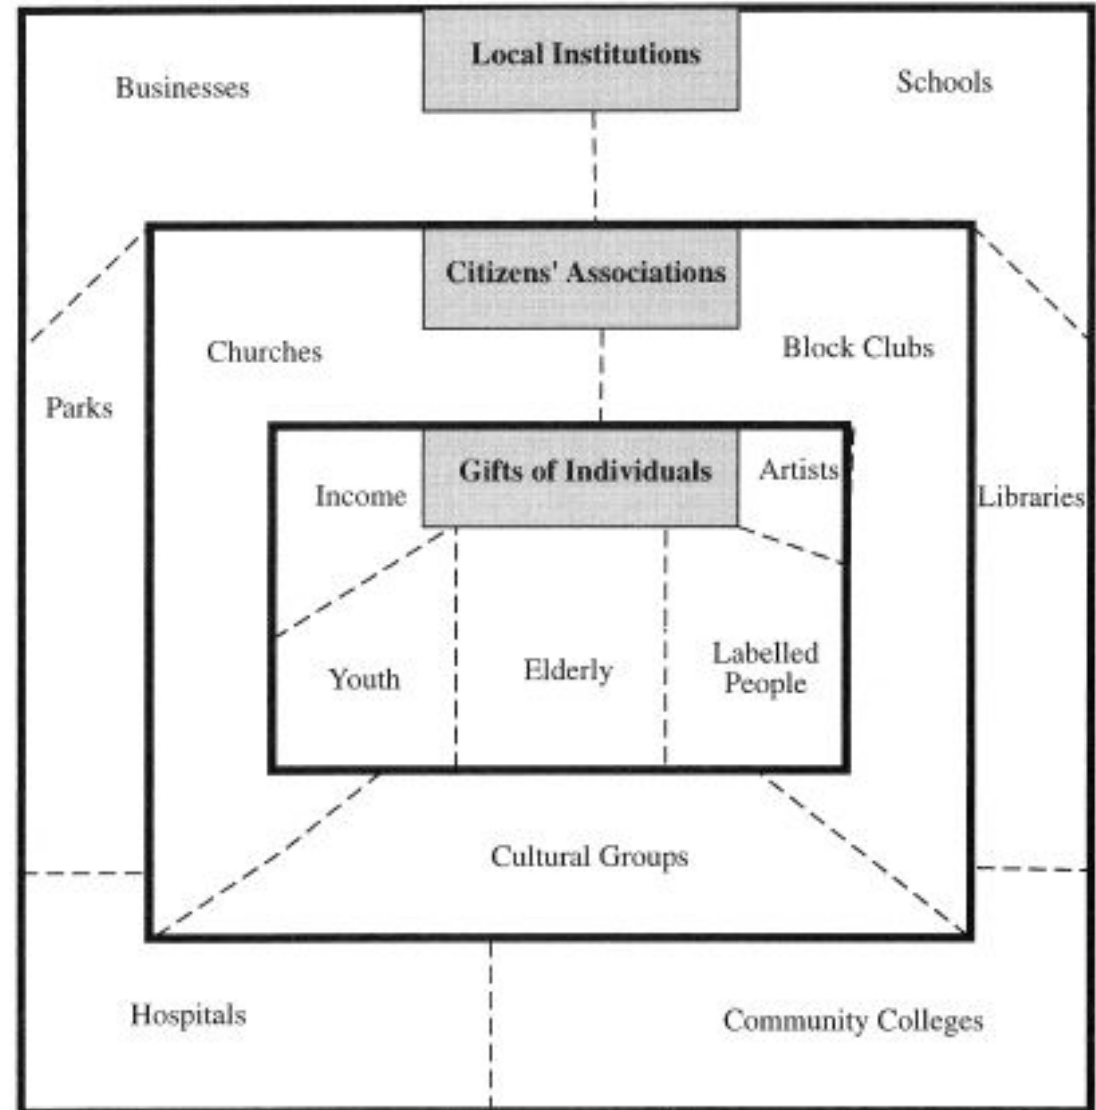 Local Institutions
Businesses
Schools
Citizens' Associations
Churches
Block Clubs
Parks
Gifts of Individuals
Artists
Income
Libraries
Youth
Elderly
Labelled
People
Cultural Groups
Hospitals
Community Colleges